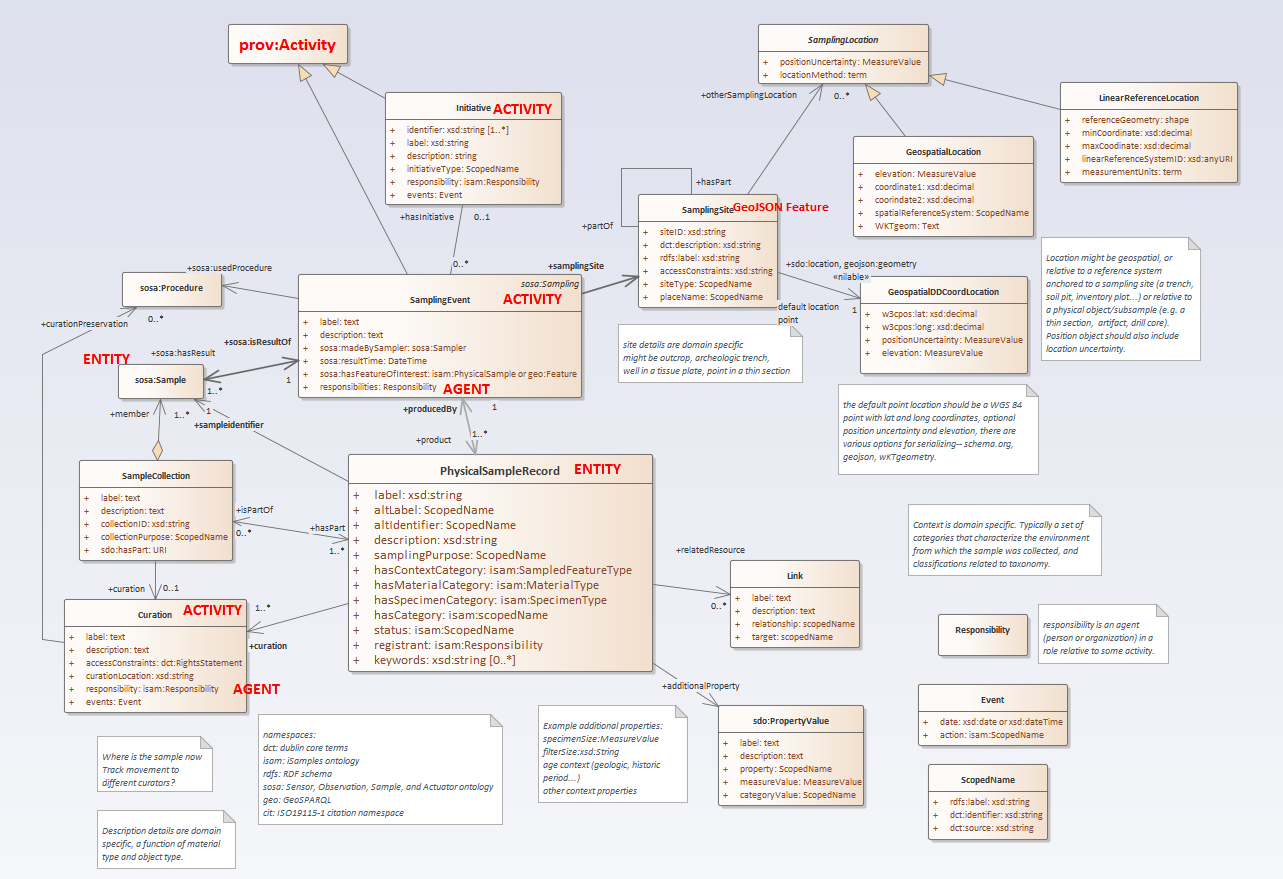 prov:Activity
SamplingLocation
+ positionUncertainty: MeasureValue
+ locationMethod: term
+otherSamplingLocation
0..*
LinearReferenceLocation
+ referenceGeometry: shape
+ minCoordinate: xsd:decimal
+ maxCoodinate: xsd:decimal
+ linearReferenceSystemID: xsd:anyURI
+ measurementUnits: term
Initiative ACTIVITY
+ identifier: xsd:string [1..*]
+ label: xsd:string
+ description: string
+ initiativeType: ScopedName
+ responsibility: isam:Responsibility
+ events: Event
+hasInitiative 0..1
0..*
GeospatialLocation
+ elevation: MeasureValue
+ coordinate1: xsd:decimal
+ coorindate2: xsd:decimal
+ spatialReferenceSystem: ScopedName
+ WKTgeom: Text
+hasPart
+partOf
SamplingSite GeoJSON Feature
+ siteID: xsd:string
+ dct:description: xsd:string
+ rdfs:label: xsd:string
+ accessConstraints: xsd:string
+ siteType: ScopedName
+ placeName: ScopedName
+samplingSite
+sdo:location, geojson:geometry
«nilable»
default location
point
1
GeospatialDDCoordLocation
+ w3cpos:lat: xsd:decimal
+ w3cpos:long: xsd:decimal
+ positionUncertainty: MeasureValue
+ elevation: MeasureValue
Location might be geospatial, or
relative to a reference system
anchored to a sampling site (a trench,
soil pit, inventory plot...) or relative to
a physical object/subsample (e.g. a
thin section, artifact, drill core).
Position object should also include
location uncertainty.
site details are domain specific
might be outcrop, archeologic trench,
well in a tissue plate, point in a thin section
the default point location should be a WGS 84
point with lat and long coordinates, optional
position uncertainty and elevation, there are
various options for serializing-- schema.org,
geojson, wKTgeometry.
+sosa:usedProcedure
sosa:Procedure
0..*
+curationPreservation
sosa:Sampling
SamplingEvent ACTIVITY
+ label: text
+ description: text
+ sosa:madeBySampler: sosa:Sampler
+ sosa:resultTime: DateTime
+ sosa:hasFeatureOfInterest: isam:PhysicalSample or geo:Feature
+ responsibilities: Responsibility
AGENT
+sosa:isResultOf
1
ENTITY
+sosa:hasResult
sosa:Sample
1..*
+member
1..*
1
+sampleidentifier
+producedBy 1
+product
1..*
SampleCollection
+ label: text
+ description: text
+ collectionID: xsd:string
+ collectionPurpose: ScopedName
+ sdo:hasPart: URI
+isPartOf
0..*
+hasPart
1..*
PhysicalSampleRecord ENTITY
+ label: xsd:string
+ altLabel: ScopedName
+ altIdentifier: ScopedName
+ description: xsd:string
+ samplingPurpose: ScopedName
+ hasContextCategory: isam:SampledFeatureType
+ hasMaterialCategory: isam:MaterialType
+ hasSpecimenCategory: isam:SpecimenType
+ hasCategory: isam:scopedName
+ status: isam:ScopedName
+ registrant: isam:Responsibility
+ keywords: xsd:string [0..*]
+curation 0..1
1..*
+curation
Curation ACTIVITY
+ label: text
+ description: text
+ accessConstraints: dct:RightsStatement
+ curationLocation: xsd:string
+ responsibility: isam:Responsibility
+ events: Event
AGENT
+relatedResource
0..*
Link
+ label: text
+ description: text
+ relationship: scopedName
+ target: scopedName
+additionalProperty
sdo:PropertyValue
+ label: text
+ description: text
+ property: ScopedName
+ measureValue: MeasureValue
+ categoryValue: ScopedName
Context is domain specific. Typically a set of
categories that characterize the environment
from which the sample was collected, and
classifications related to taxonomy.
Responsibility
responsibility is an agent
(person or organization) in a
role relative to some activity.
Event
+ date: xsd:date or xsd:dateTime
+ action: isam:ScopedName
ScopedName
+ rdfs:label: xsd:string
+ dct:identifier: xsd:string
+ dct:source: xsd:string
Where is the sample now
Track movement to
different curators?
Description details are domain
specific, a function of material
type and object type.
namespaces:
dct: dublin core terms
isam: iSamples ontology
rdfs: RDF schema
sosa: Sensor, Observation, Sample, and Actuator ontology
geo: GeoSPARQL
cit: ISO19115-1 citation namespace
Example additional properties:
specimenSize:MeasureValue
filterSize:xsd:String
age context (geologic, historic
period...)
other context properties